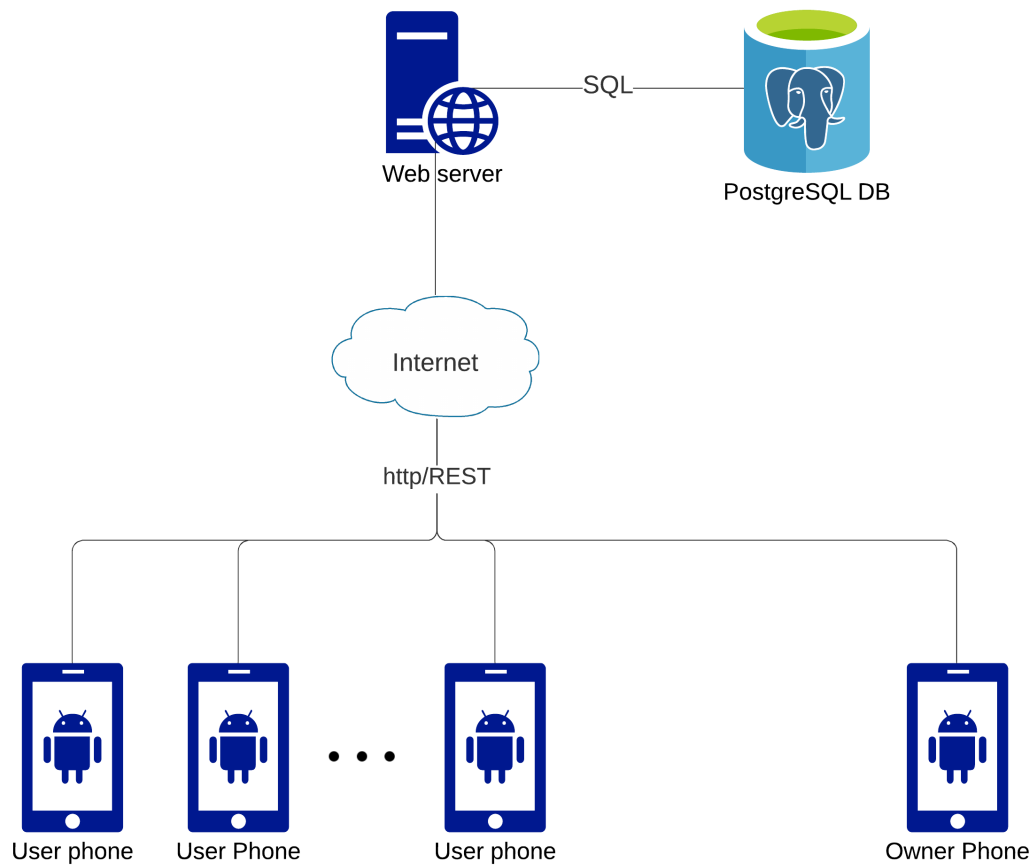 SQL
Web server
PostgreSQL DB
Internet
http/REST
User phone
User Phone
User phone
Owner Phone